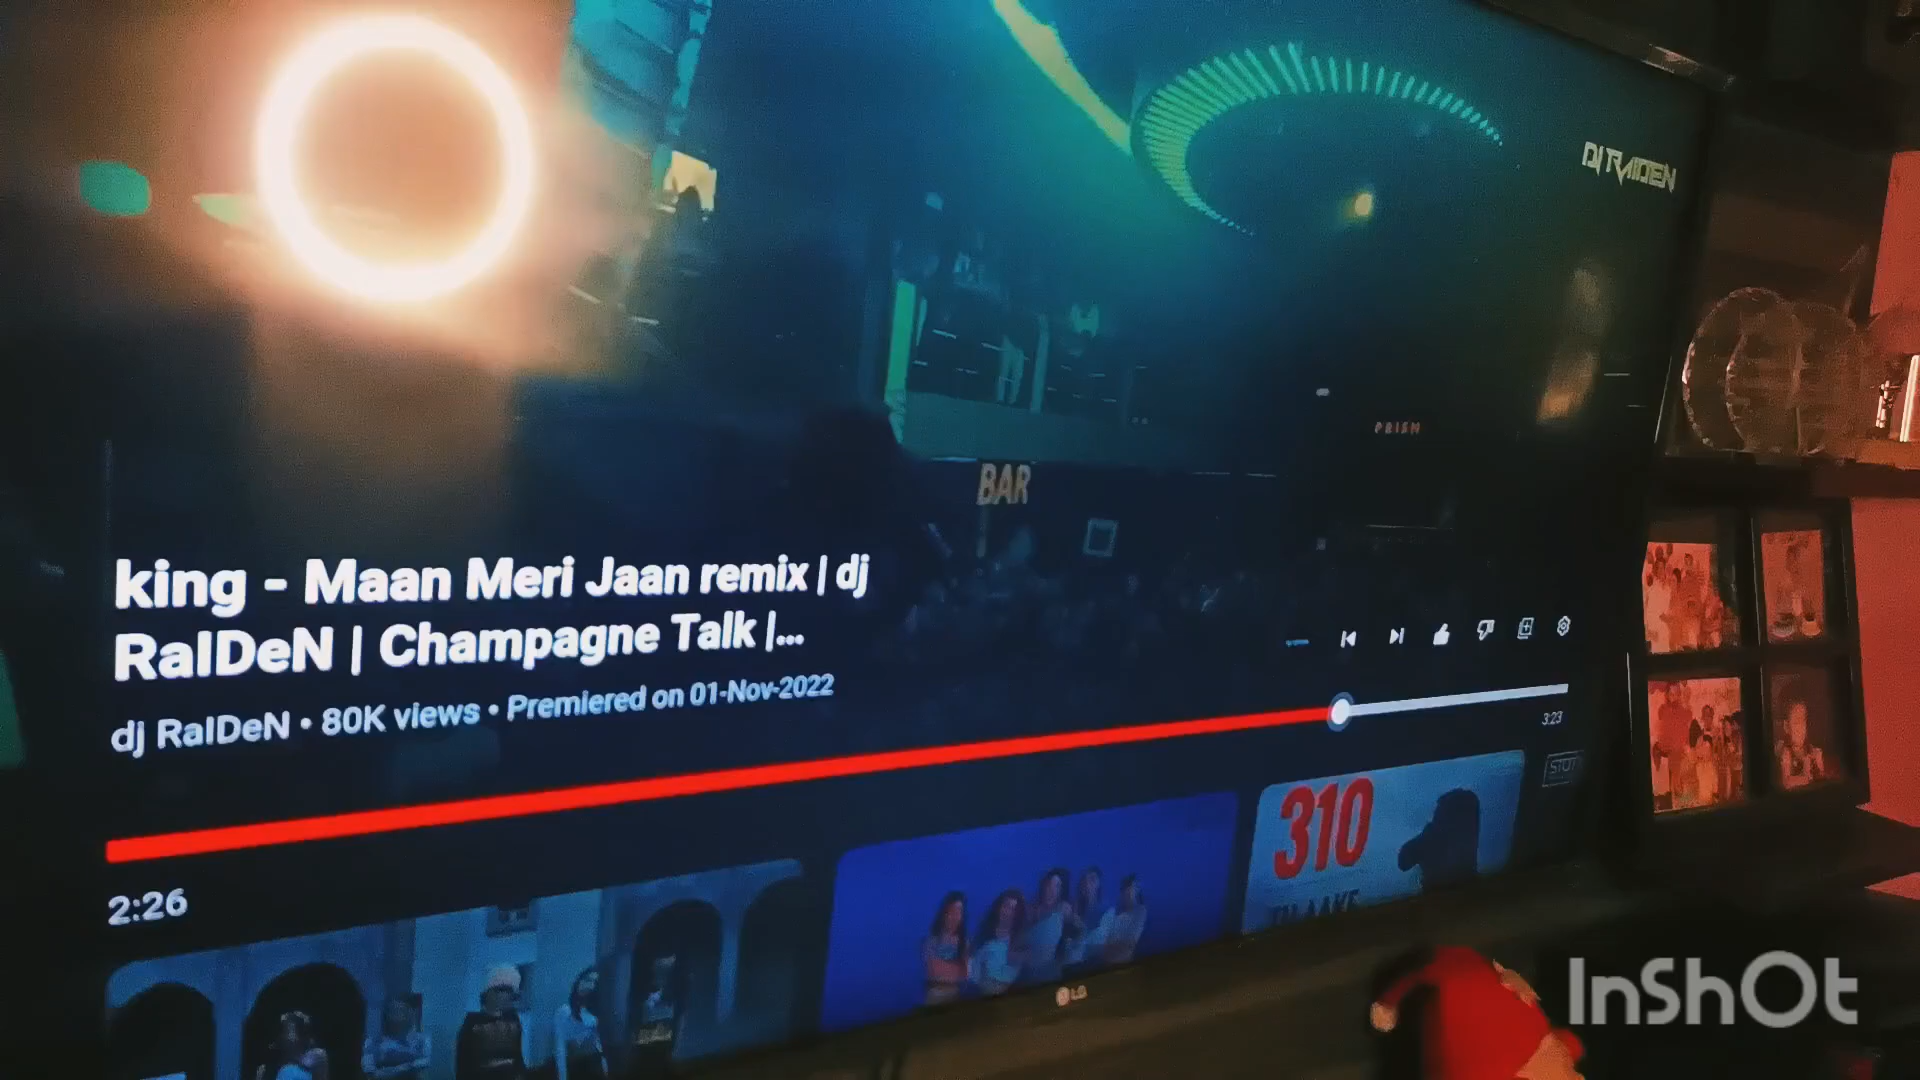 DJ RAIDEN
PRISM
BAR
king - Maan Meri Jaan remix | dj
RaIDeN | Champagne Talk |...
dj RaIDeN • 80K views • Premiered on 01-Nov-2022
3:23
2:26
310
LG
InShOt